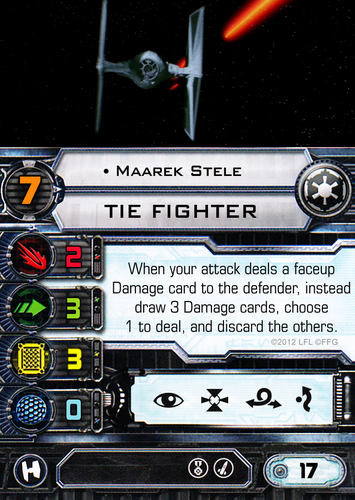 • Maarek Stele
7
TIE FIGHTER
2
3
3
0
When your attack deals a faceup
Damage card to the defender, instead
draw 3 Damage cards, choose
1 to deal, and discard the others.
©2012 LFL ©FFG
17